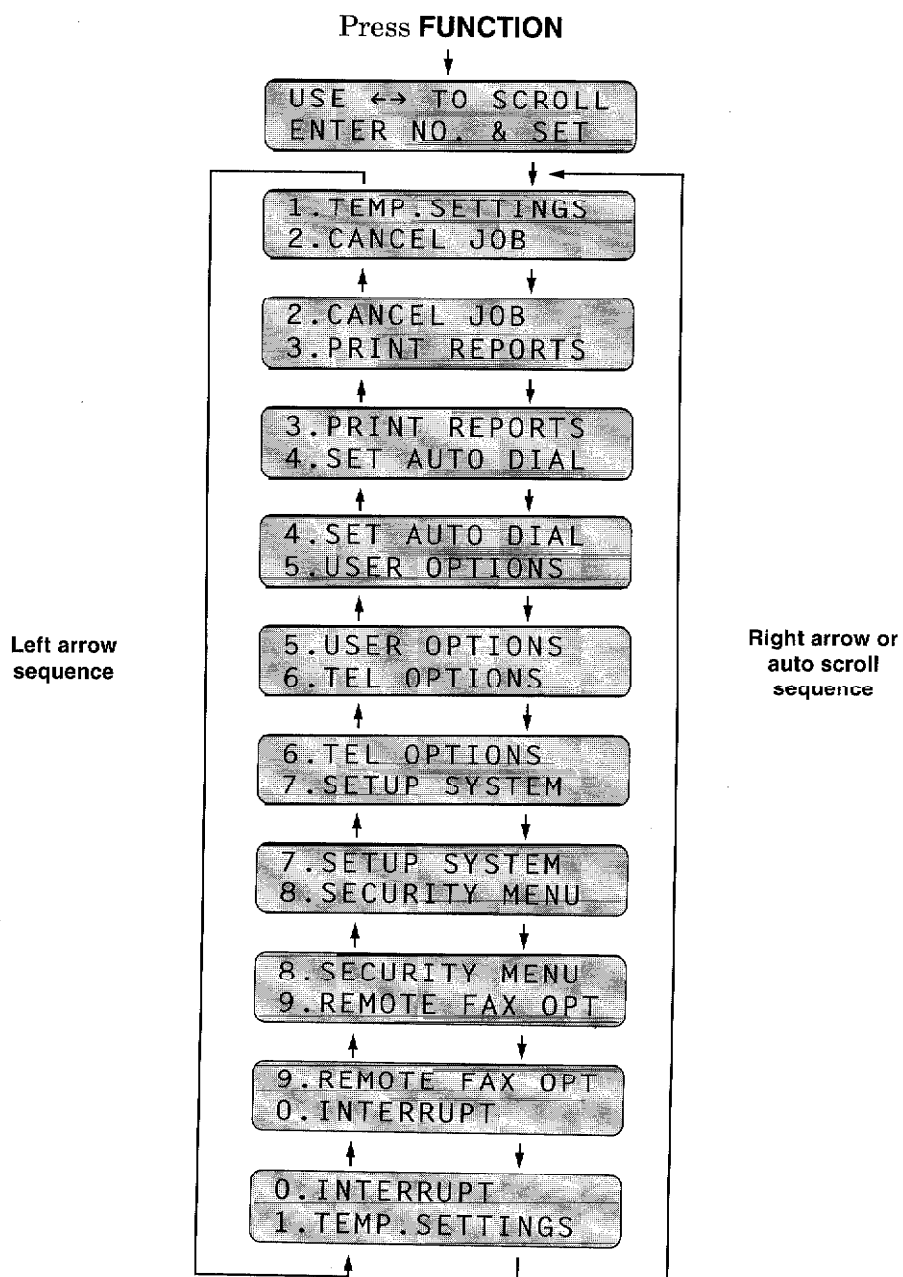 Press FUNCTION
USE ←→ TO SCROLL
ENTER NO. & SET
1.TEMP.SETTINGS
2.CANCEL JOB
2.CANCEL JOB
3.PRINT REPORTS
3.PRINT REPORTS
4.SET AUTO DIAL
4.SET AUTO DIAL
5.USER OPTIONS
Left arrow
sequence
5.USER OPTIONS
6.TEL OPTIONS
Right arrow or
auto scroll
sequence
6.TEL OPTIONS
7.SETUP SYSTEM
7.SETUP SYSTEM
8.SECURITY MENU
8.SECURITY MENU
9.REMOTE FAX OPT
9.REMOTE FAX OPT
0.INTERRUPT
0.INTERRUPT
1.TEMP.SETTINGS